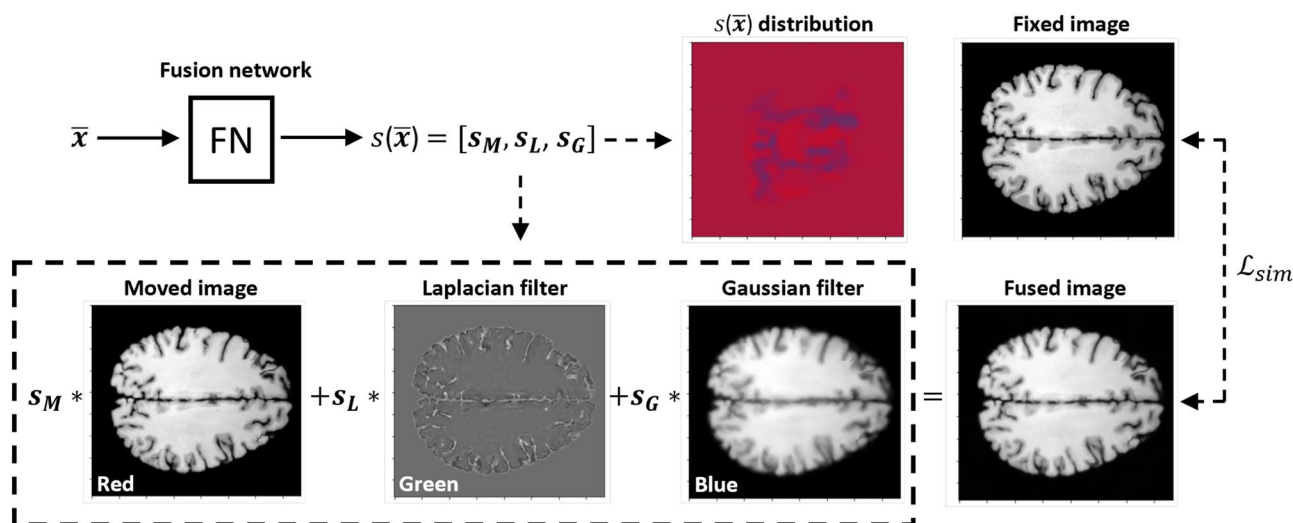 s(x̄) distribution
Fixed image
Fusion network
x̄
FN
s(x̄) = [s_M, s_L, s_G]
ℒ_sim
Moved image
Laplacian filter
Gaussian filter
Fused image
s_M *
+s_L *
+s_G *
=
Red
Green
Blue